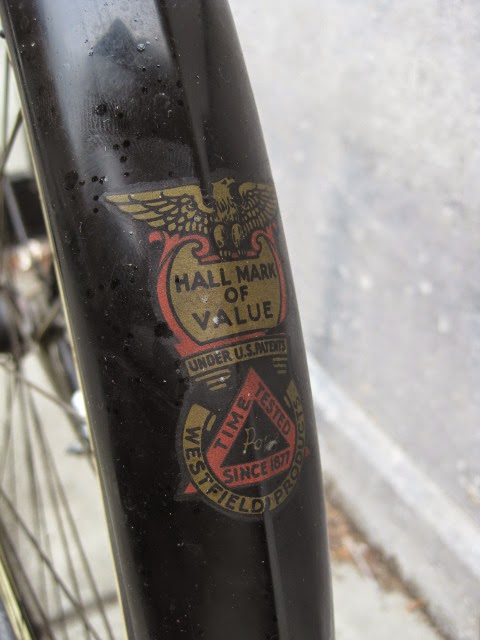 HALL MARK
OF
VALUE
UNDER U.S. PATENTS
TIME TESTED
SINCE 1877
WESTFIELD PRODUCTS